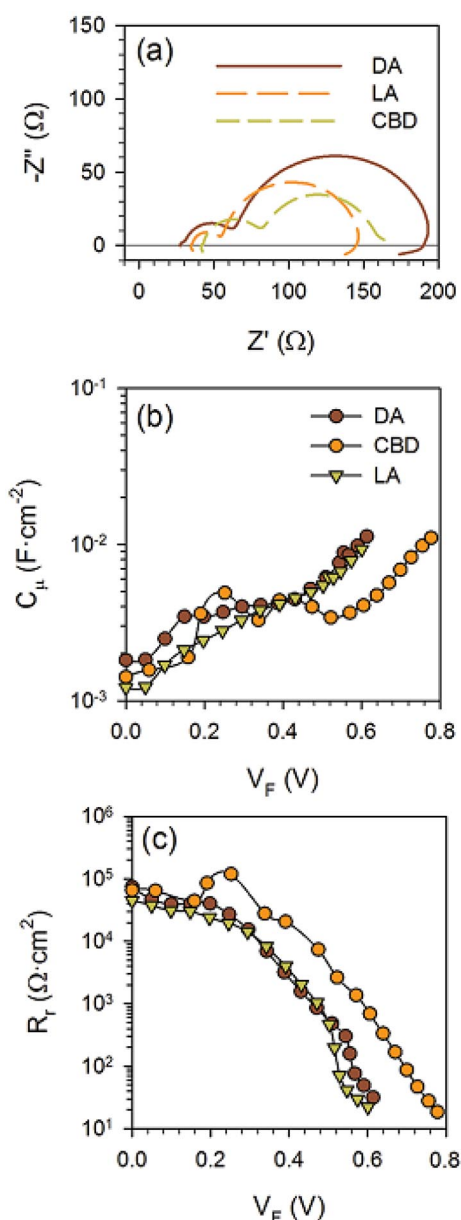 150
(a)
DA
LA
CBD
100
50
0
-Z" (Ω)
0 50 100 150 200
Z' (Ω)
10⁻¹
(b)
DA
CBD
LA
10⁻²
10⁻³
Cμ (F·cm⁻²)
0.0 0.2 0.4 0.6 0.8
V_F (V)
10⁶
(c)
10⁵
10⁴
10³
10²
10¹
Rᵣ (Ω·cm²)
0.0 0.2 0.4 0.6 0.8
V_F (V)